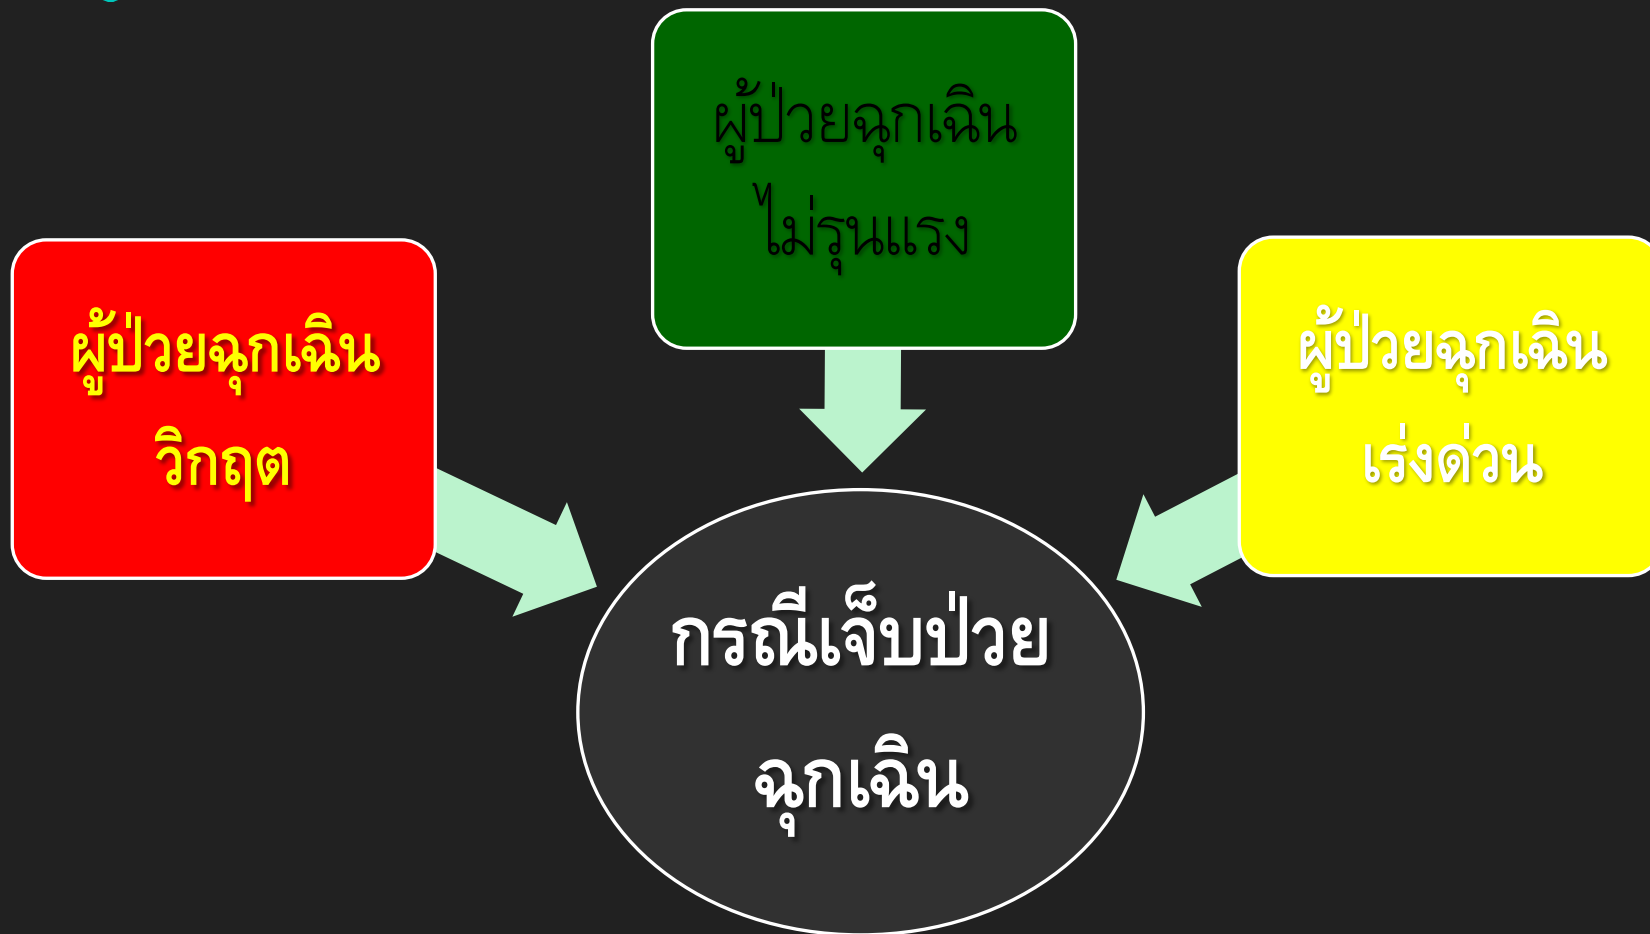 ผู้ป่วยฉุกเฉิน
ไม่รุนแรง
ผู้ป่วยฉุกเฉิน
วิกฤต
ผู้ป่วยฉุกเฉิน
เร่งด่วน
กรณีเจ็บป่วย
ฉุกเฉิน